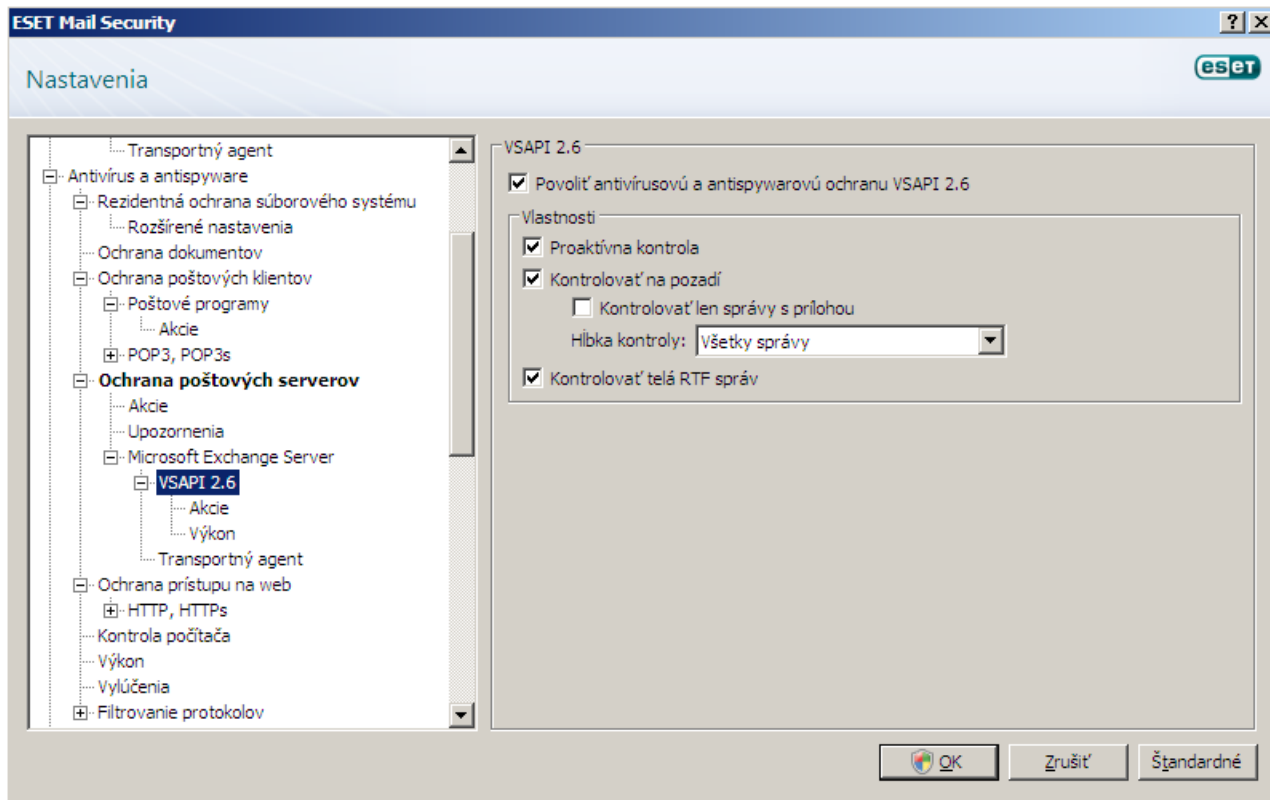 ESET Mail Security
Nastavenia
eset
Transportný agent
Antivírus a antispyware
Rezidentná ochrana súborového systému
Rozšírené nastavenia
Ochrana dokumentov
Ochrana poštových klientov
Poštové programy
Akcie
POP3, POP3s
Ochrana poštových serverov
Akcie
Upozornenia
Microsoft Exchange Server
VSAPI 2.6
Akcie
Výkon
Transportný agent
Ochrana prístupu na web
HTTP, HTTPs
Kontrola počítača
Výkon
Vylúčenia
Filtrovanie protokolov
VSAPI 2.6
Povoliť antivírusovú a antispywarovú ochranu VSAPI 2.6
Vlastnosti
Proaktívna kontrola
Kontrolovať na pozadí
Kontrolovať len správy s prílohou
Hĺbka kontroly: Všetky správy
Kontrolovať telá RTF správ
OK Zrušiť Štandardné